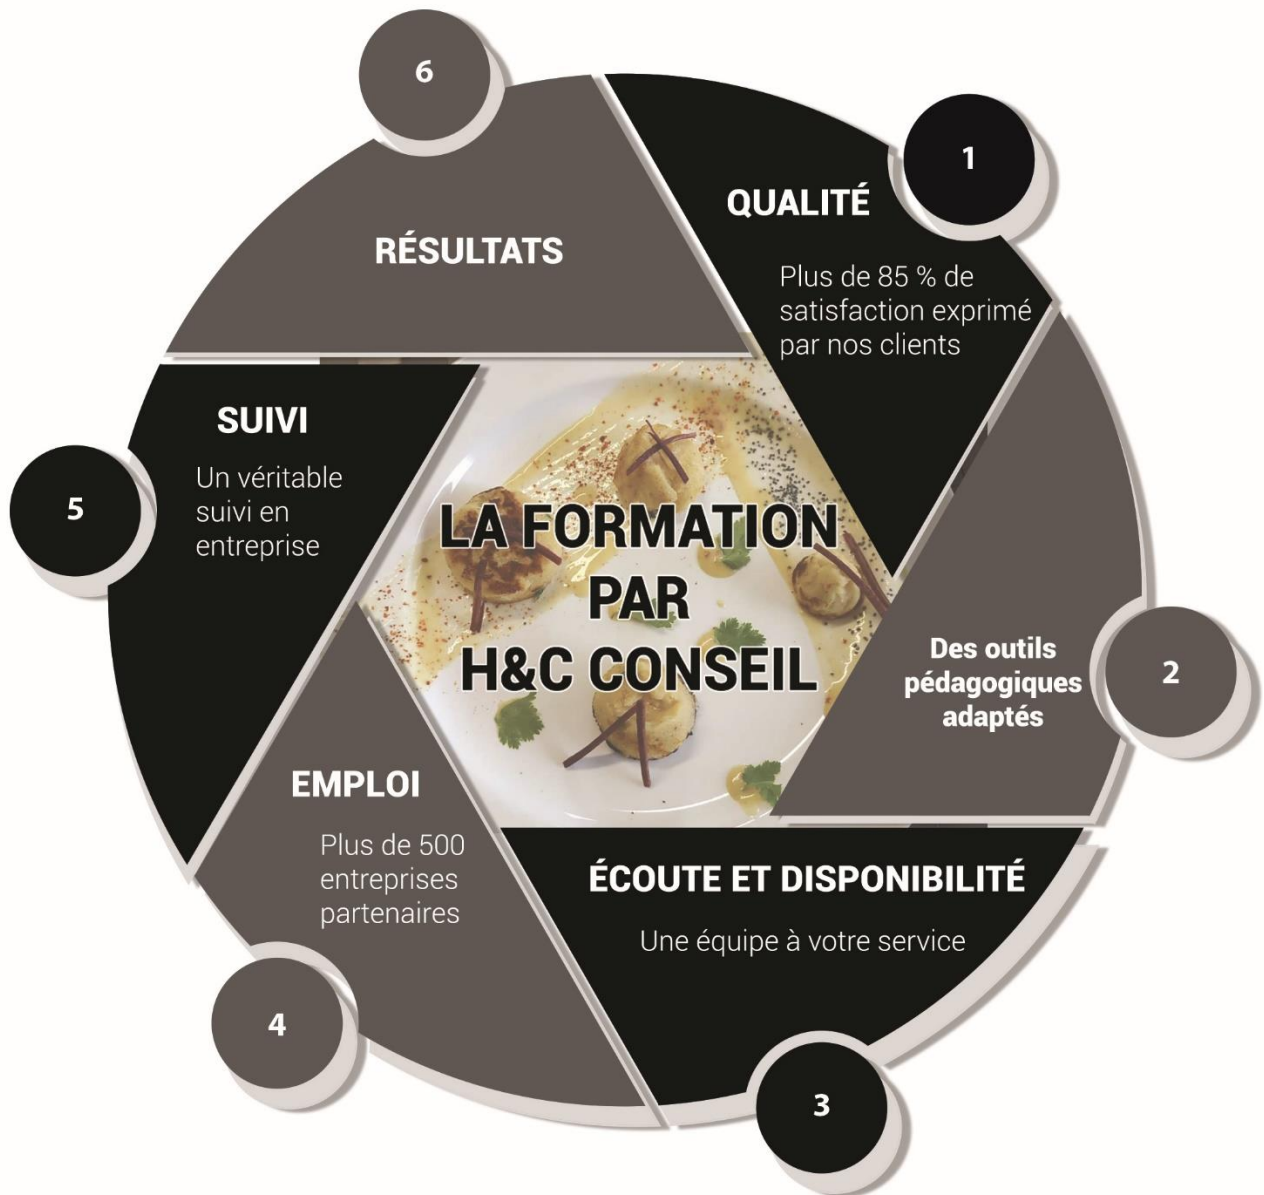 LA FORMATION
PAR
H&C CONSEIL
1
QUALITÉ
Plus de 85 % de
satisfaction exprimé
par nos clients
2
Des outils
pédagogiques
adaptés
3
ÉCOUTE ET DISPONIBILITÉ
Une équipe à votre service
4
EMPLOI
Plus de 500
entreprises
partenaires
5
SUIVI
Un véritable
suivi en
entreprise
6
RÉSULTATS